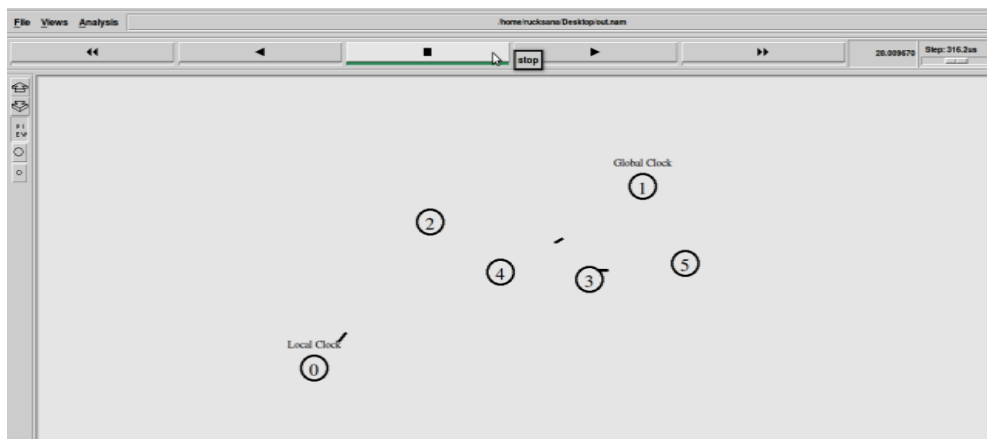 File Views Analysis /home/rucksana/Desktop/out.nam
stop
28.009670 Step: 316.2us
Global Clock
1
2
5
4
3
Local Clock
0